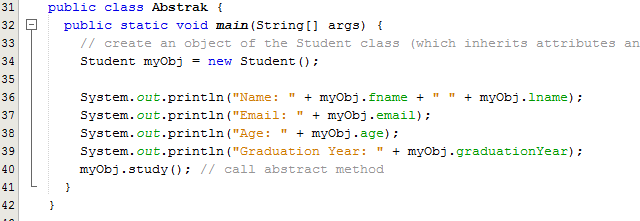 31 public class Abstrak {
32 public static void main(String[] args) {
33 // create an object of the Student class (which inherits attributes an
34 Student myObj = new Student();
35
36 System.out.println("Name: " + myObj.fname + " " + myObj.lname);
37 System.out.println("Email: " + myObj.email);
38 System.out.println("Age: " + myObj.age);
39 System.out.println("Graduation Year: " + myObj.graduationYear);
40 myObj.study(); // call abstract method
41 }
42 }